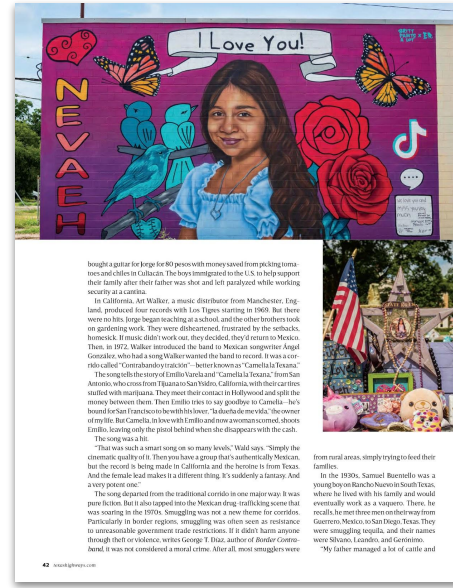 I Love You!
NEVAEH
bought a guitar for Jorge for 80 pesos with money saved from picking toma-
toes and chiles in Culiacán. The boys immigrated to the U.S. to help support
their family after their father was shot and left paralyzed while working
security at a cantina.
In California, Art Walker, a music distributor from Manchester, Eng-
land, produced four records with Los Tigres starting in 1969. But there
were no hits. Jorge began teaching at a school, and the other brothers took
on gardening work. They were disheartened, frustrated by the setbacks,
homesick. If music didn't work out, they decided, they'd return to Mexico.
Then, in 1972, Walker introduced the band to Mexican songwriter Ángel
González, who had a song Walker wanted the band to record. It was a cor-
rido called "Contrabando y traición"—better known as "Camelia la Texana."
The song tells the story of Emilio Varela and "Camelia la Texana," from San
Antonio, who cross from Tijuana to San Ysidro, California, with their car tires
stuffed with marijuana. They meet their contact in Hollywood and split the
money between them. Then Emilio tries to say goodbye to Camelia—he's
bound for San Francisco to be with his lover, "la dueña de mi vida," the owner
of my life. But Camelia, in love with Emilio and now a woman scorned, shoots
Emilio, leaving only the pistol behind when she disappears with the cash.
The song was a hit.
"That was such a smart song on so many levels," Wald says. "Simply the
cinematic quality of it. Then you have a group that's authentically Mexican,
but the record is being made in California and the heroine is from Texas.
And the female lead makes it a different thing. It's suddenly a fantasy. And
a very potent one."
The song departed from the traditional corrido in one major way: It was
pure fiction. But it also tapped into the Mexican drug-trafficking scene that
was soaring in the 1970s. Smuggling was not a new theme for corridos.
Particularly in border regions, smuggling was often seen as resistance
to unreasonable government trade restrictions. If it didn't harm anyone
through theft or violence, writes George T. Díaz, author of Border Contra-
band, it was not considered a moral crime. After all, most smugglers were
from rural areas, simply trying to feed their
families.
In the 1930s, Samuel Buentello was a
young boy on Rancho Nuevo in South Texas,
where he lived with his family and would
eventually work as a vaquero. There, he
recalls, he met three men on their way from
Guerrero, Mexico, to San Diego, Texas. They
were smuggling tequila, and their names
were Silvano, Leandro, and Gerónimo.
"My father managed a lot of cattle and
42 texashighways.com